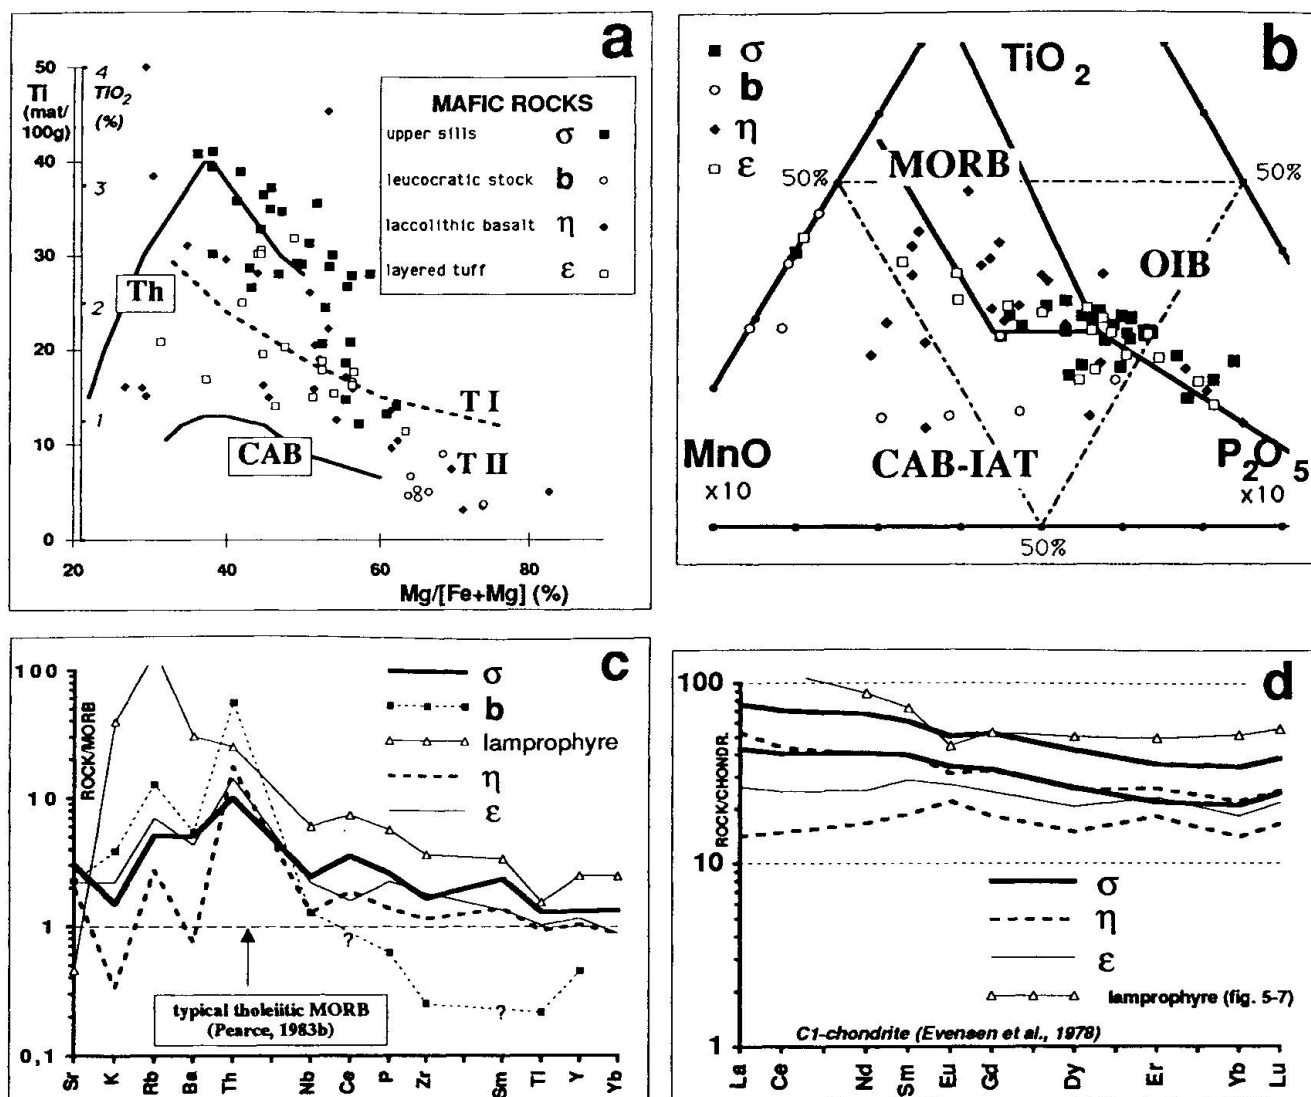 a
50
40
30
20
10
0
Ti
(mat/
100g)
4
TiO2
(%)
3
2
1
MAFIC ROCKS
upper sills σ
leucocratic stock b
laccolithic basalt η
layered tuff ε
Th
CAB
T I
T II
20 40 60 80
Mg/[Fe+Mg] (%)
b
σ
b
η
ε
TiO2
50% 50%
MORB
OIB
CAB-IAT
MnO
x10
P2O5
x10
50%
c
100
10
1
0,1
ROCK/MORB
σ
b
lamprophyre
η
ε
?
?
typical tholeiitic MORB
(Pearce, 1983b)
Sr K Rb Ba Th Nb Ce P Zr Sm Tl Y Yb
d
100
10
1
ROCK/CHONDR.
σ
η
ε
lamprophyre (fig. 5-7)
C1-chondrite (Evensen et al., 1978)
La Ce Nd Sm Eu Gd Dy Er Yb Lu